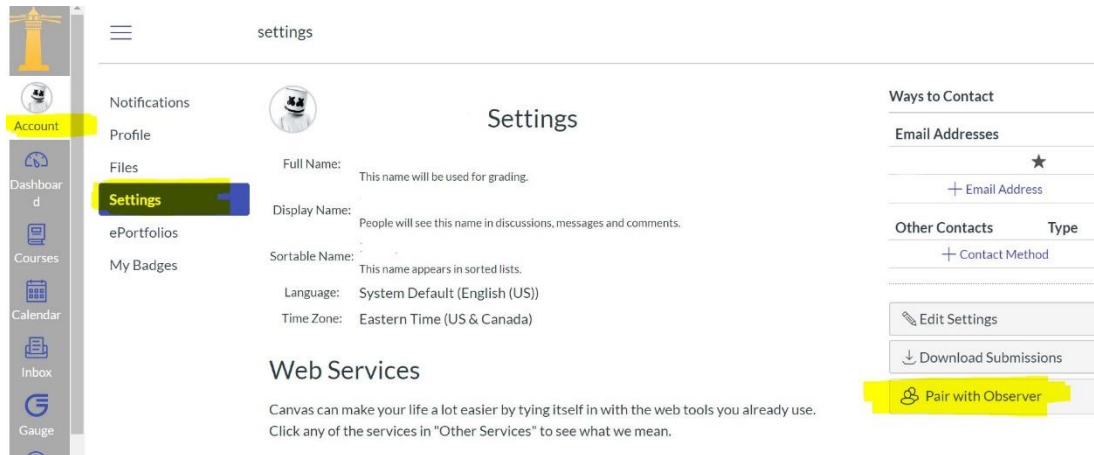 settings
Account
Dashboar
d
Courses
Calendar
Inbox
Gauge
Notifications
Profile
Files
Settings
ePortfolios
My Badges
Settings
Full Name:
This name will be used for grading.
Display Name:
People will see this name in discussions, messages and comments.
Sortable Name:
This name appears in sorted lists.
Language: System Default (English (US))
Time Zone: Eastern Time (US & Canada)
Web Services
Canvas can make your life a lot easier by tying itself in with the web tools you already use.
Click any of the services in "Other Services" to see what we mean.
Ways to Contact
Email Addresses
+ Email Address
Other Contacts Type
+ Contact Method
Edit Settings
Download Submissions
Pair with Observer